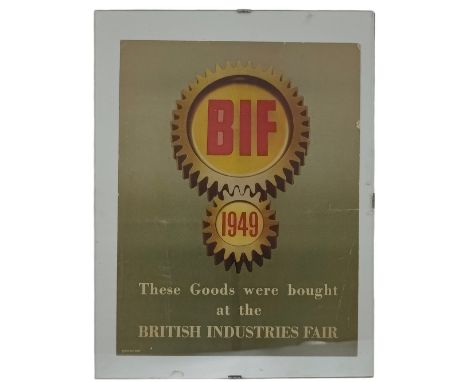 BIF
1949
These Goods were bought
at the
BRITISH INDUSTRIES FAIR